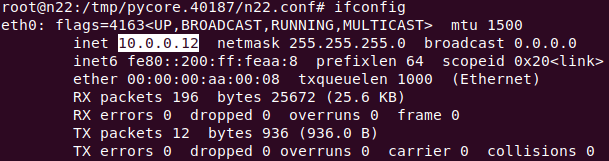 root@n22:/tmp/pycore.40187/n22.conf# ifconfig
eth0: flags=4163<UP,BROADCAST,RUNNING,MULTICAST>  mtu 1500
        inet 10.0.0.12  netmask 255.255.255.0  broadcast 0.0.0.0
        inet6 fe80::200:ff:feaa:8  prefixlen 64  scopeid 0x20<link>
        ether 00:00:00:aa:00:08  txqueuelen 1000  (Ethernet)
        RX packets 196  bytes 25672 (25.6 KB)
        RX errors 0  dropped 0  overruns 0  frame 0
        TX packets 12  bytes 936 (936.0 B)
        TX errors 0  dropped 0 overruns 0  carrier 0  collisions 0